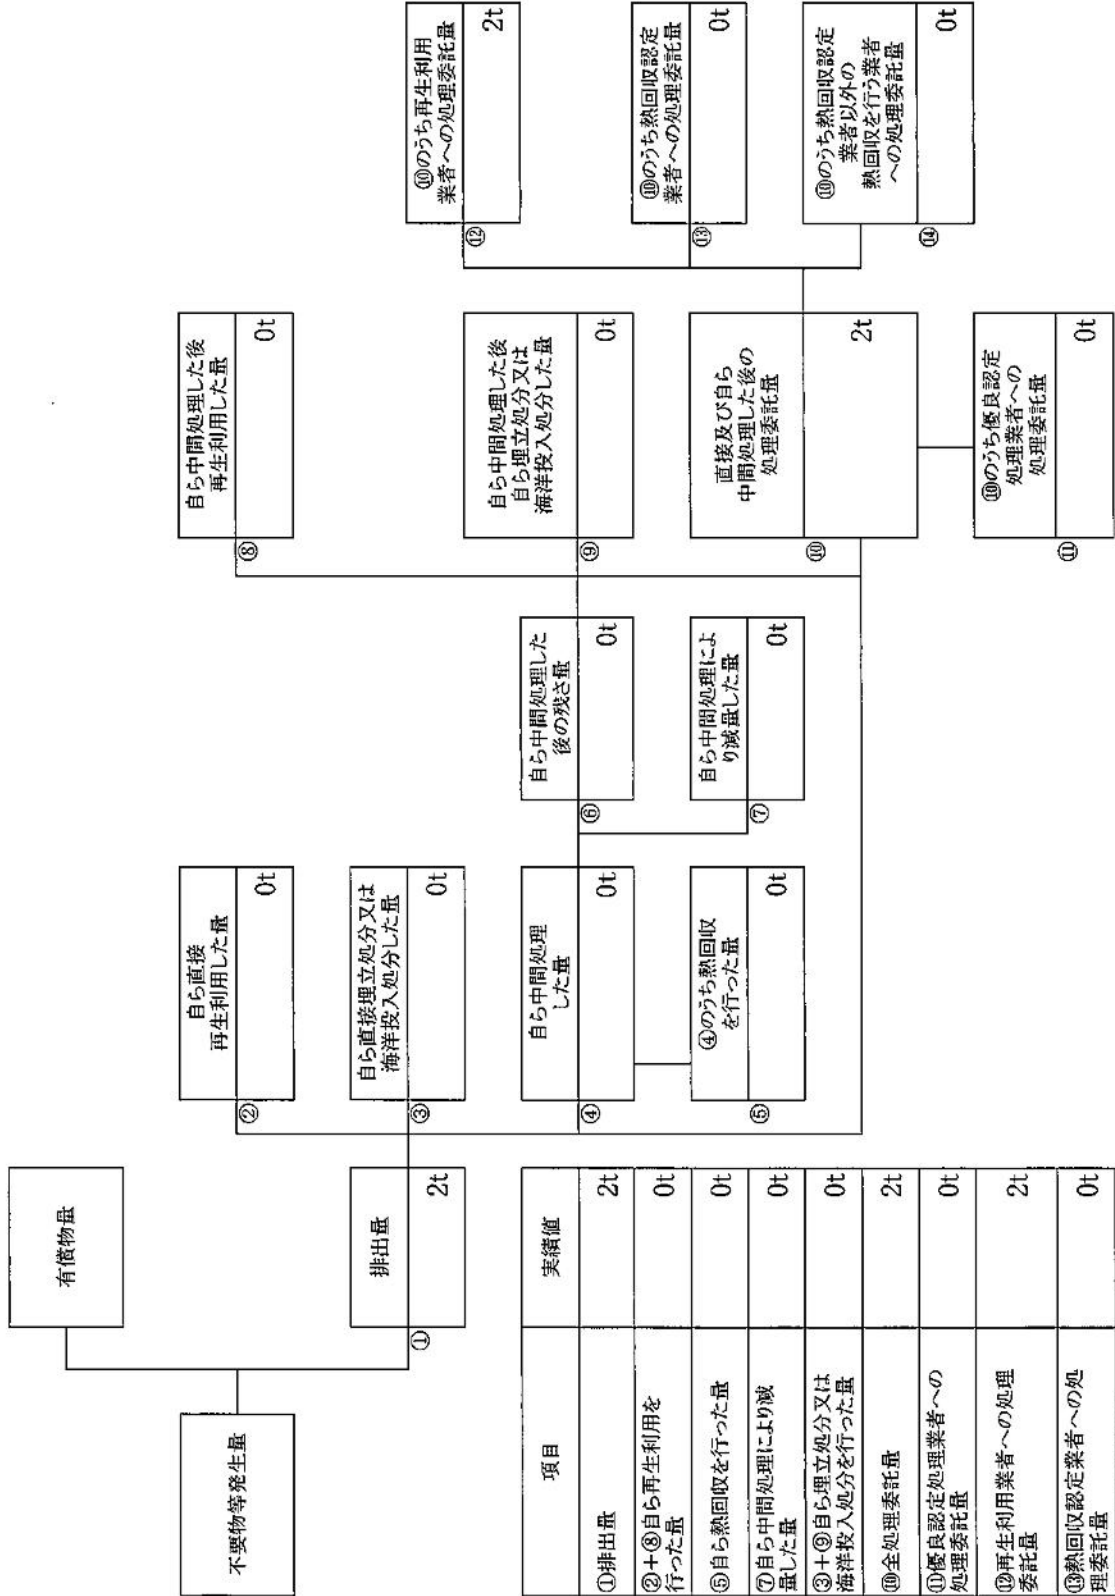 不要物等発生量
有償物量
排出量
①
2t
自ら直接
再生利用した量
②
0t
自ら直接埋立処分又は
海洋投入処分した量
③
0t
自ら中間処理
した量
④
0t
④のうち熱回収
を行った量
⑤
0t
自ら中間処理した
後の残さ量
⑥
0t
自ら中間処理によ
り減量した量
⑦
0t
自ら中間処理した後
再生利用した量
⑧
0t
自ら中間処理した後
自ら埋立処分又は
海洋投入処分した量
⑨
0t
直接及び自ら
中間処理した後の
処理委託量
⑩
2t
⑩のうち優良認定
処理業者への
処理委託量
⑪
0t
⑩のうち再生利用
業者への処理委託量
⑫
2t
⑩のうち熱回収認定
業者への処理委託量
⑬
0t
⑩のうち熱回収認定
業者以外の
熱回収を行う業者
への処理委託量
⑭
0t
項目
実績値
①排出量
2t
②+⑧自ら再生利用を
行った量
0t
⑤自ら熱回収を行った量
0t
⑦自ら中間処理により減
量した量
0t
③+⑨自ら埋立処分又は
海洋投入処分を行った量
0t
⑩全処理委託量
2t
⑪優良認定処理業者への
処理委託量
0t
⑫再生利用業者への処理
委託量
2t
⑬熱回収認定業者への処
理委託量
0t